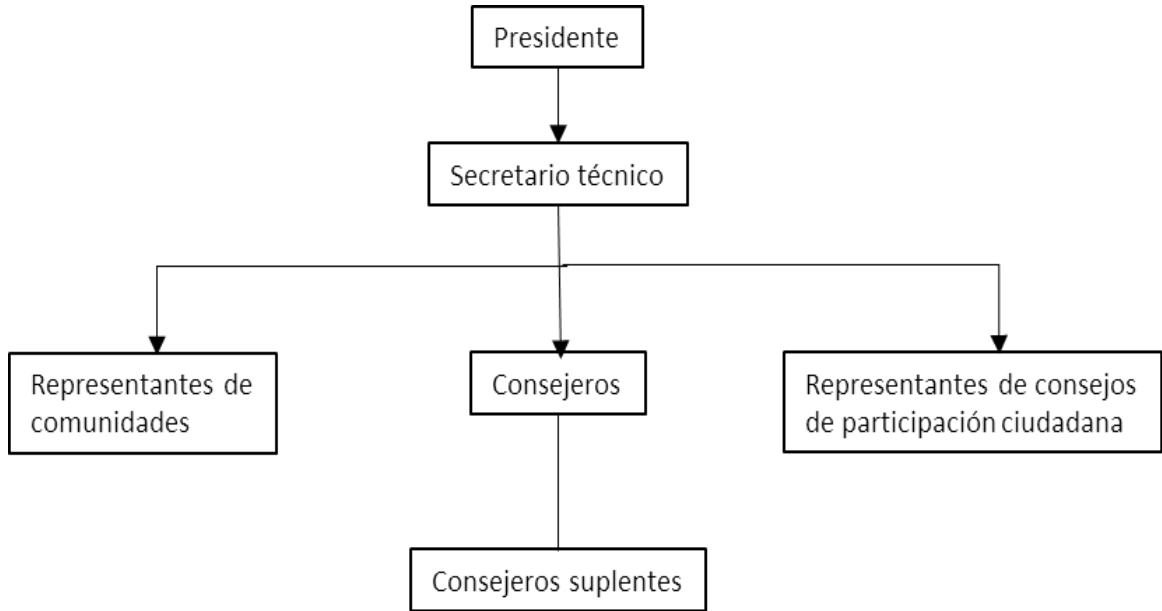 Presidente
Secretario técnico
Representantes de
comunidades
Consejeros
Representantes de consejos
de participación ciudadana
Consejeros suplentes